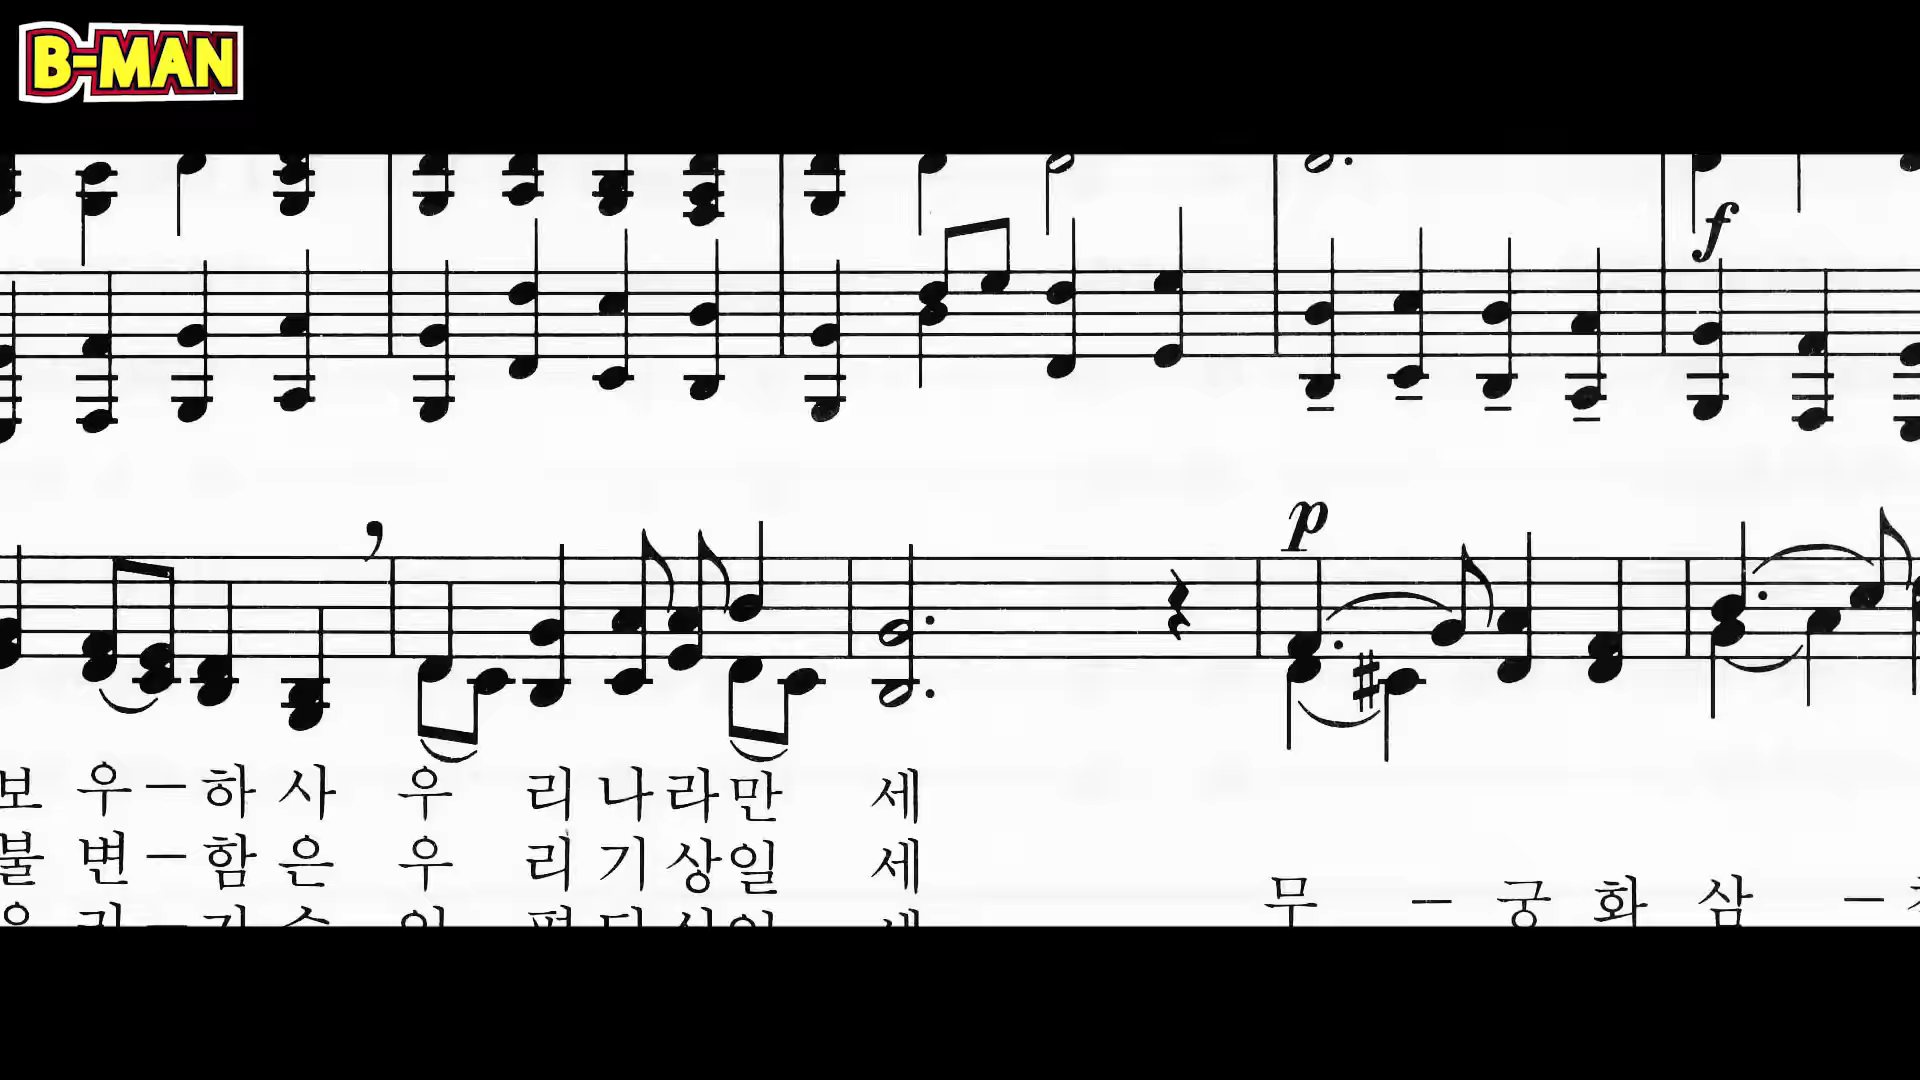 B-MAN
f
p
보 우 - 하 사 우 리 나 라 만 세
불 변 - 함 은 우 리 기 상 일 세
무 - 궁 화 삼 -